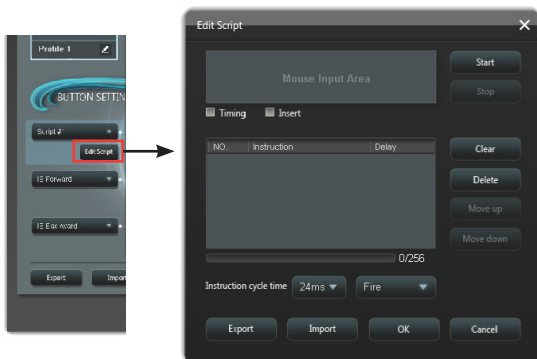 Profile 1
BUTTON SETTIN
Script #
Edit Script
IE Forward
Export Import
Edit Script
Mouse Input Area
Start
Stop
Timing Insert
NO. Instruction Delay
Clear
Delete
Move up
Move down
0/256
Instruction cycle time 24ms Fire
Export Import OK Cancel